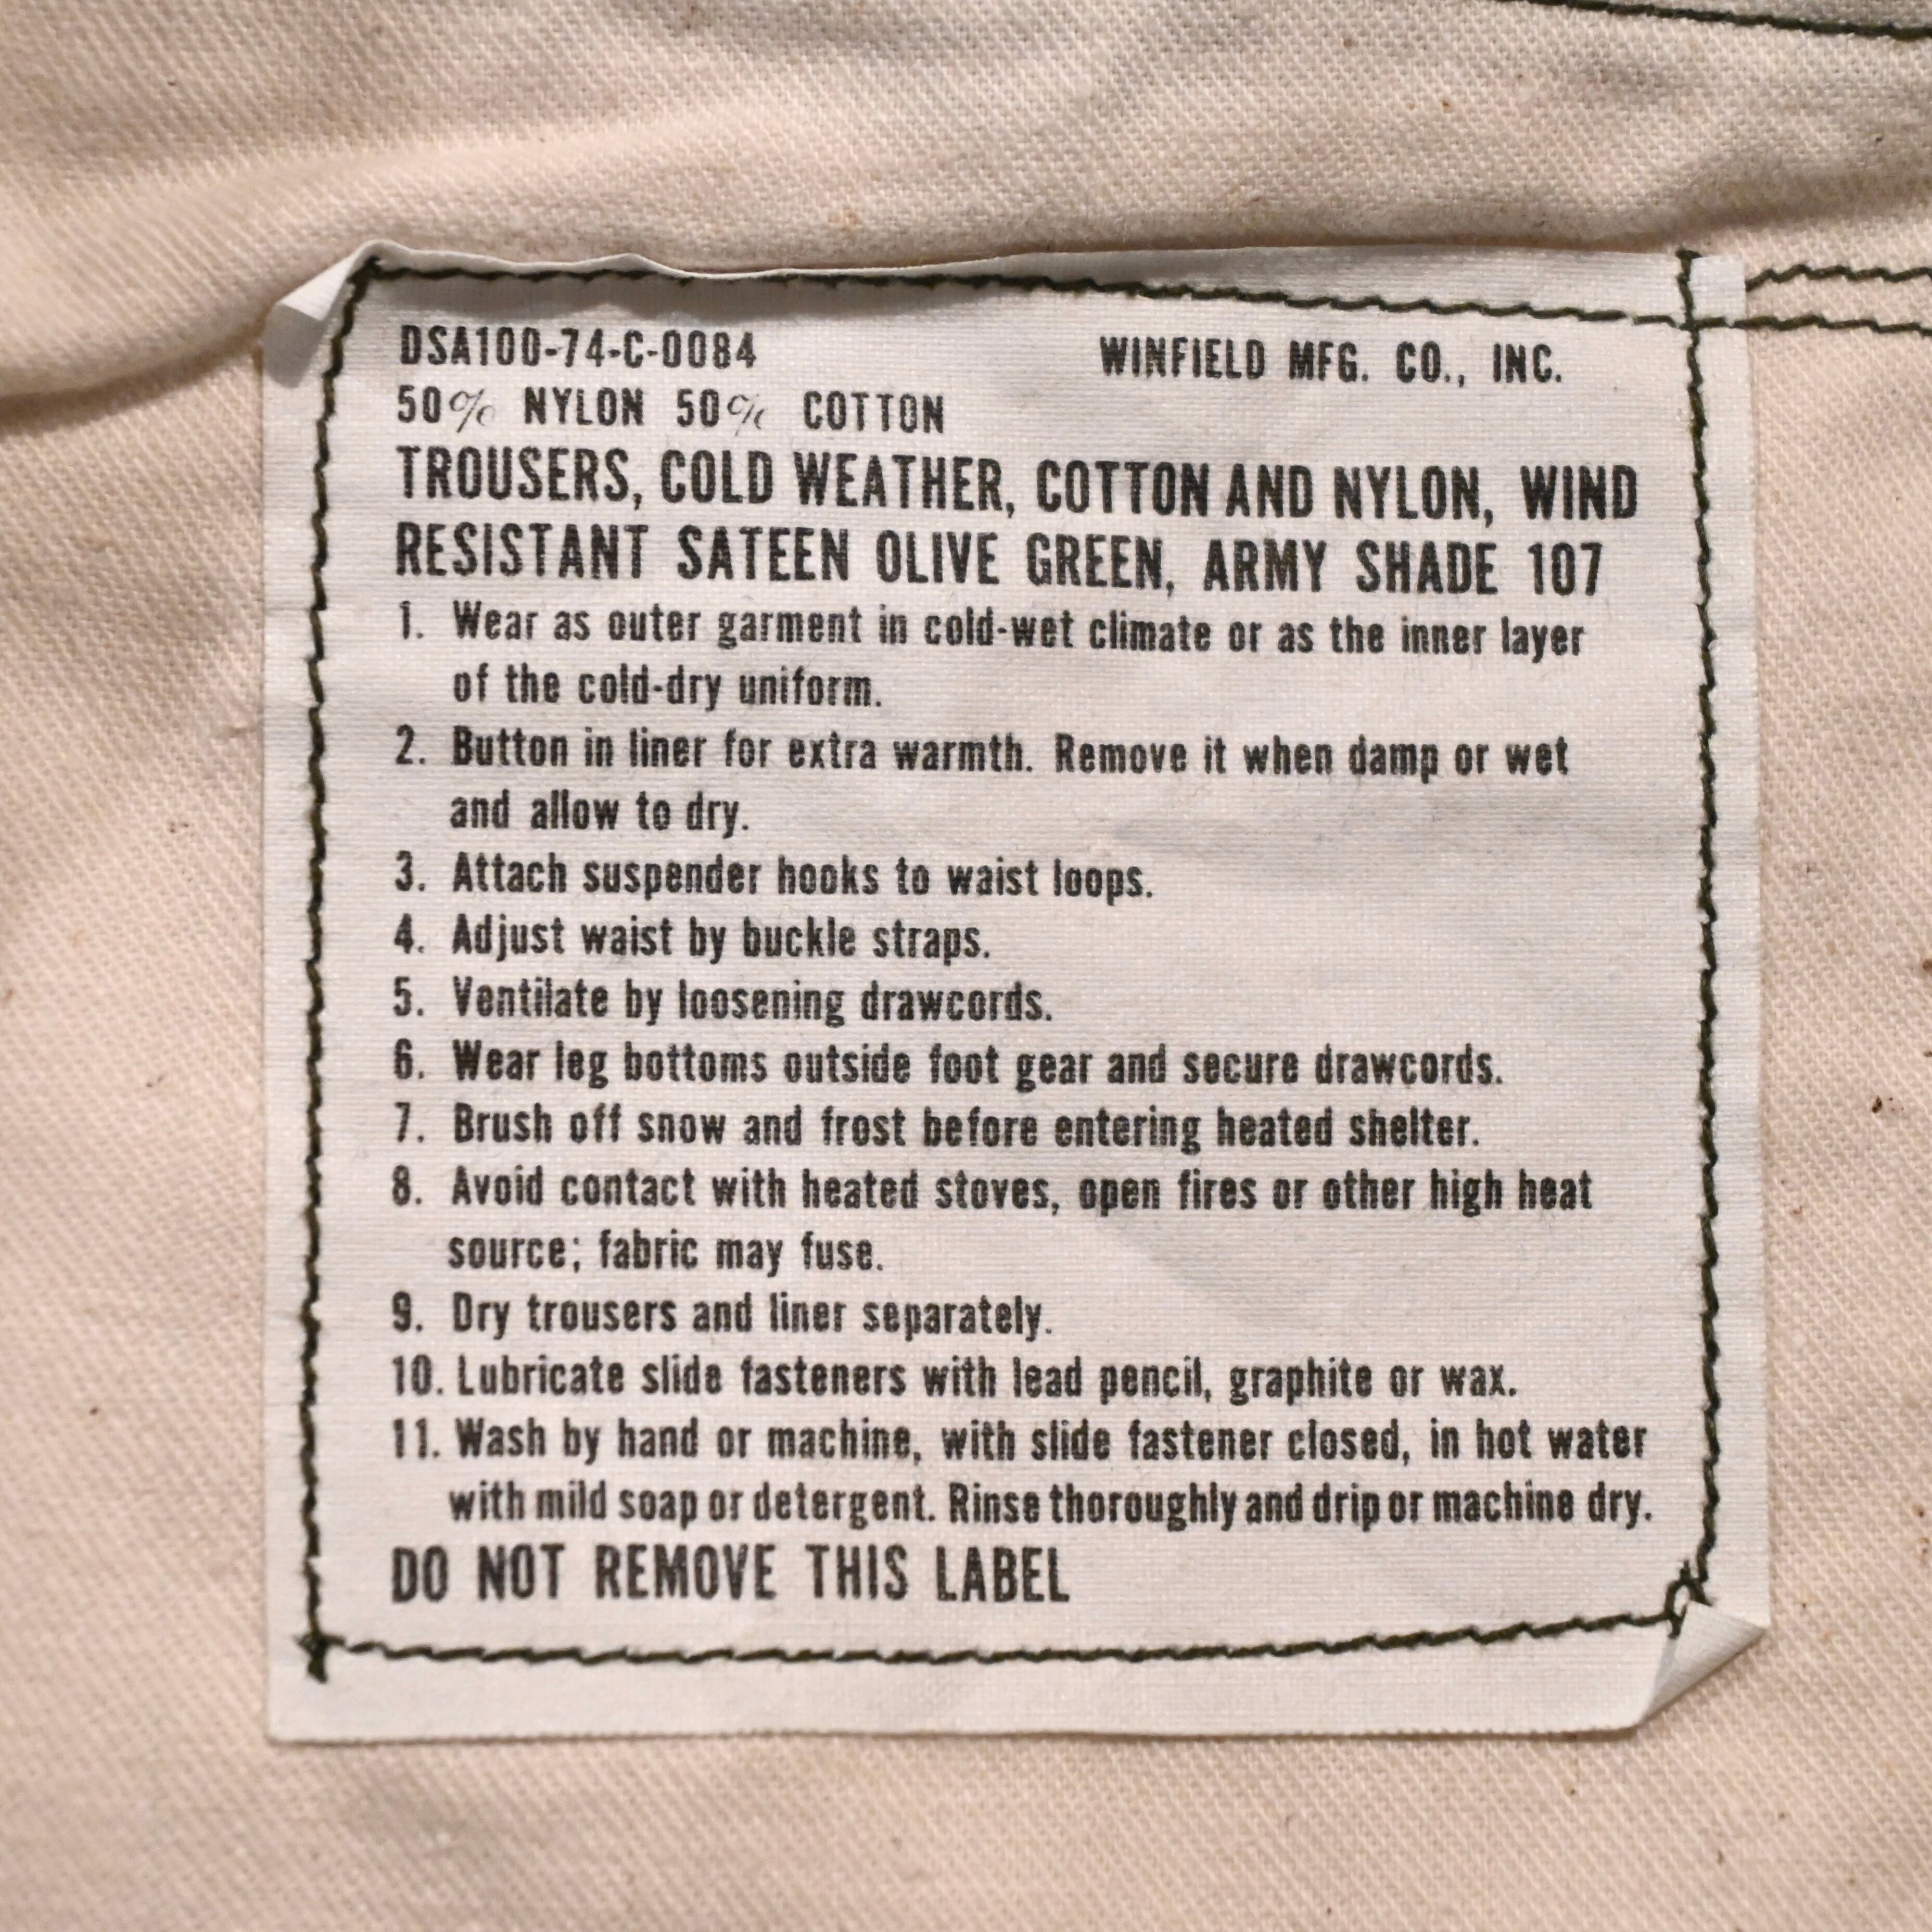 DSA100-74-C-0084 WINFIELD MFG. CO., INC.
50% NYLON 50% COTTON
TROUSERS, COLD WEATHER, COTTON AND NYLON, WIND
RESISTANT SATEEN OLIVE GREEN, ARMY SHADE 107
1. Wear as outer garment in cold-wet climate or as the inner layer
of the cold-dry uniform.
2. Button in liner for extra warmth. Remove it when damp or wet
and allow to dry.
3. Attach suspender hooks to waist loops.
4. Adjust waist by buckle straps.
5. Ventilate by loosening drawcords.
6. Wear leg bottoms outside foot gear and secure drawcords.
7. Brush off snow and frost before entering heated shelter.
8. Avoid contact with heated stoves, open fires or other high heat
source; fabric may fuse.
9. Dry trousers and liner separately.
10. Lubricate slide fasteners with lead pencil, graphite or wax.
11. Wash by hand or machine, with slide fastener closed, in hot water
with mild soap or detergent. Rinse thoroughly and drip or machine dry.
DO NOT REMOVE THIS LABEL